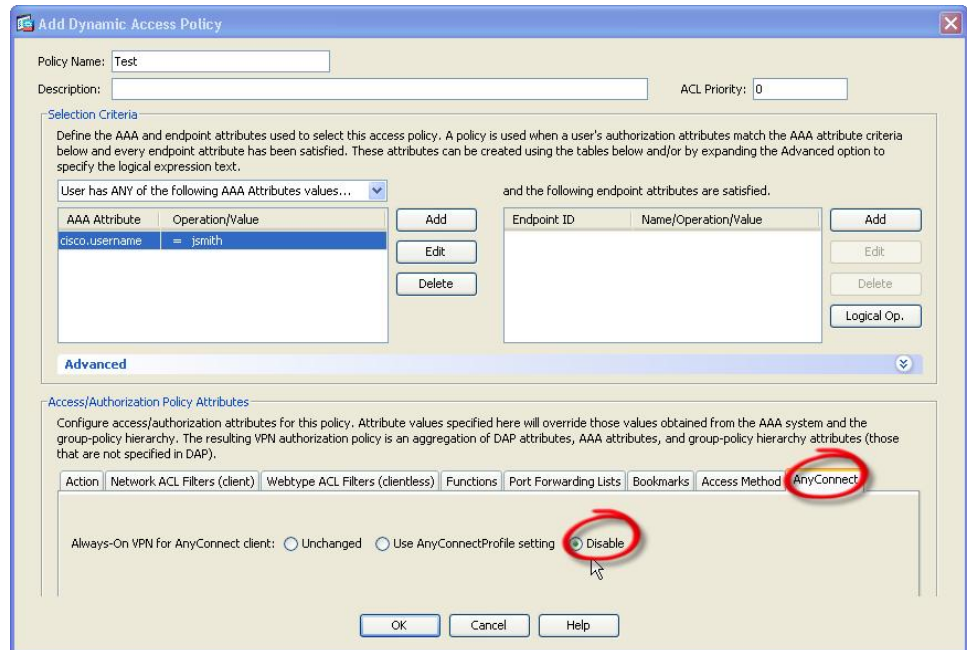 Add Dynamic Access Policy
Policy Name: Test
Description: ACL Priority: 0
Selection Criteria
Define the AAA and endpoint attributes used to select this access policy. A policy is used when a user's authorization attributes match the AAA attribute criteria
below and every endpoint attribute has been satisfied. These attributes can be created using the tables below and/or by expanding the Advanced option to
specify the logical expression text.
User has ANY of the following AAA Attributes values... and the following endpoint attributes are satisfied.
AAA Attribute Operation/Value Add Endpoint ID Name/Operation/Value Add
cisco.username = jsmith
Edit Edit
Delete Delete
Logical Op.
Advanced
Access/Authorization Policy Attributes
Configure access/authorization attributes for this policy. Attribute values specified here will override those values obtained from the AAA system and the
group-policy hierarchy. The resulting VPN authorization policy is an aggregation of DAP attributes, AAA attributes, and group-policy hierarchy attributes (those
that are not specified in DAP).
Action Network ACL Filters (client) Webtype ACL Filters (clientless) Functions Port Forwarding Lists Bookmarks Access Method AnyConnect
Always-On VPN for AnyConnect client: Unchanged Use AnyConnectProfile setting Disable
OK Cancel Help